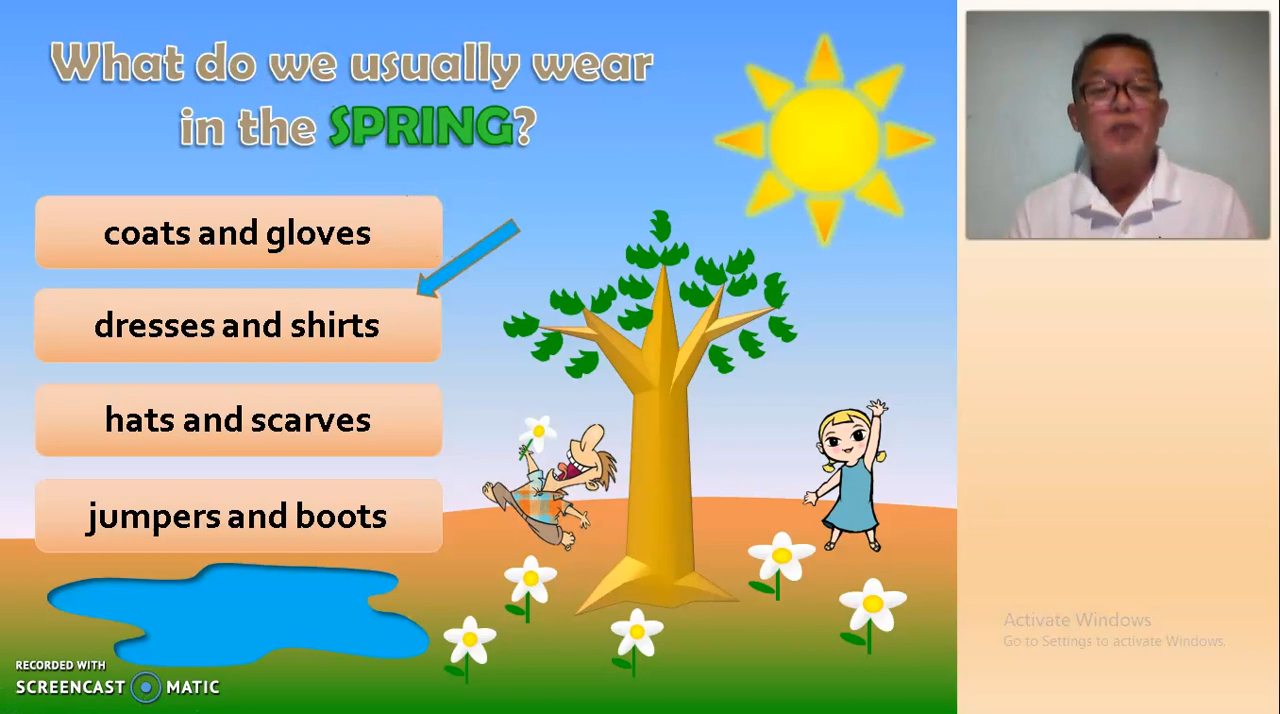 What do we usually wear
in the SPRING?
coats and gloves
dresses and shirts
hats and scarves
jumpers and boots
RECORDED WITH
SCREENCAST MATIC
Activate Windows
Go to Settings to activate Windows.